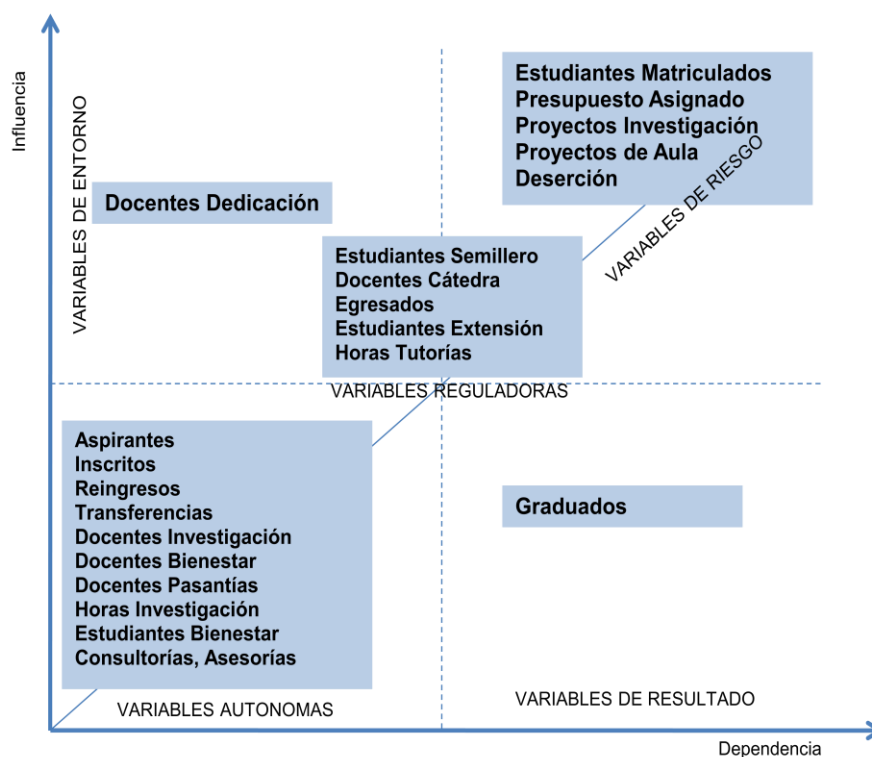 Influencia
VARIABLES DE ENTORNO
Estudiantes Matriculados
Presupuesto Asignado
Proyectos Investigación
Proyectos de Aula
Deserción
VARIABLES DE RIESGO
Docentes Dedicación
Estudiantes Semillero
Docentes Cátedra
Egresados
Estudiantes Extensión
Horas Tutorías
VARIABLES REGULADORAS
Aspirantes
Inscritos
Reingresos
Transferencias
Docentes Investigación
Docentes Bienestar
Docentes Pasantías
Horas Investigación
Estudiantes Bienestar
Consultorías, Asesorías
Graduados
VARIABLES AUTONOMAS
VARIABLES DE RESULTADO
Dependencia